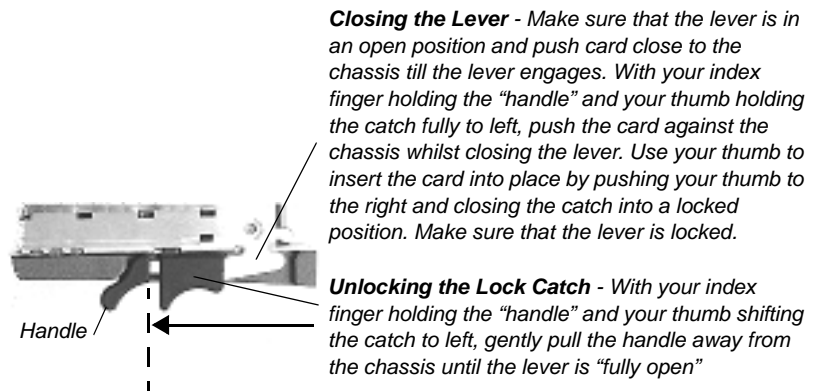 Closing the Lever - Make sure that the lever is in
an open position and push card close to the
chassis till the lever engages. With your index
finger holding the “handle” and your thumb holding
the catch fully to left, push the card against the
chassis whilst closing the lever. Use your thumb to
insert the card into place by pushing your thumb to
the right and closing the catch into a locked
position. Make sure that the lever is locked.
Unlocking the Lock Catch - With your index
finger holding the “handle” and your thumb shifting
the catch to left, gently pull the handle away from
the chassis until the lever is “fully open”
Handle